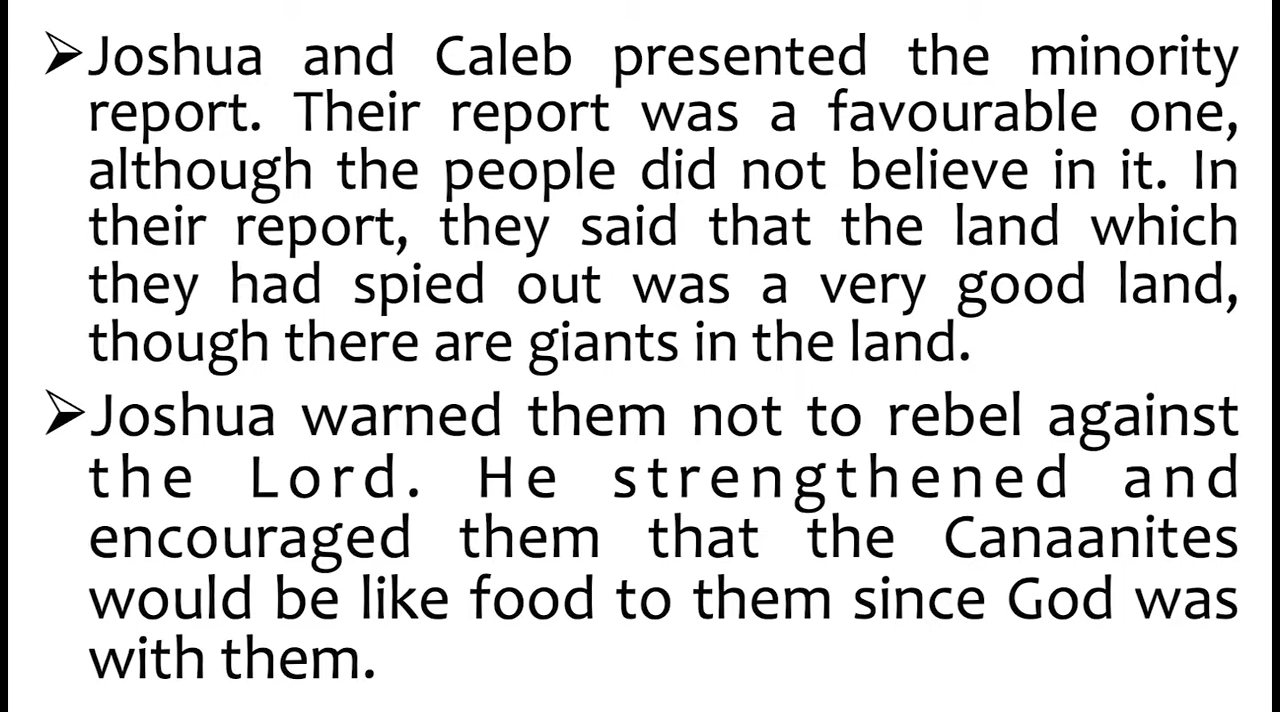 ➢Joshua and Caleb presented the minority
report. Their report was a favourable one,
although the people did not believe in it. In
their report, they said that the land which
they had spied out was a very good land,
though there are giants in the land.
➢Joshua warned them not to rebel against
the Lord. He strengthened and
encouraged them that the Canaanites
would be like food to them since God was
with them.